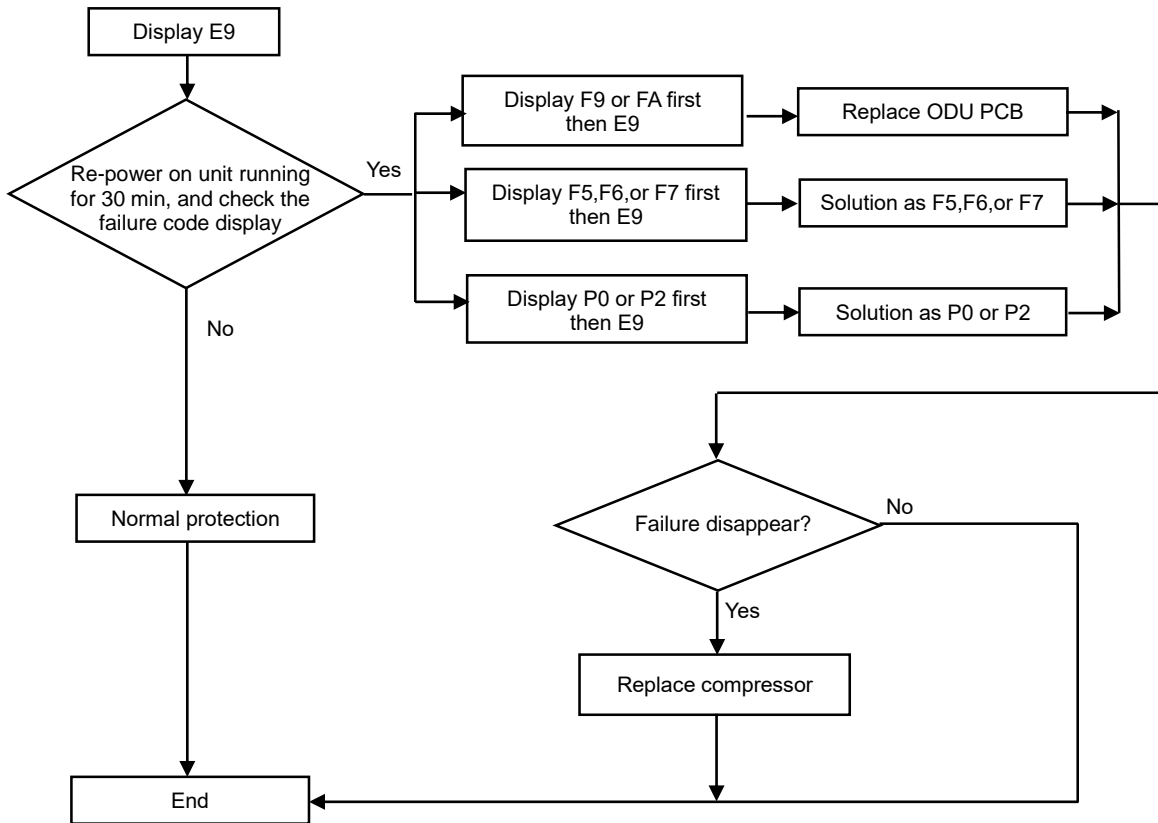 Display E9
Re-power on unit running
for 30 min, and check the
failure code display
Yes
Display F9 or FA first
then E9
Replace ODU PCB
Display F5,F6,or F7 first
then E9
Solution as F5,F6,or F7
Display P0 or P2 first
then E9
Solution as P0 or P2
No
Normal protection
Failure disappear?
No
Yes
Replace compressor
End